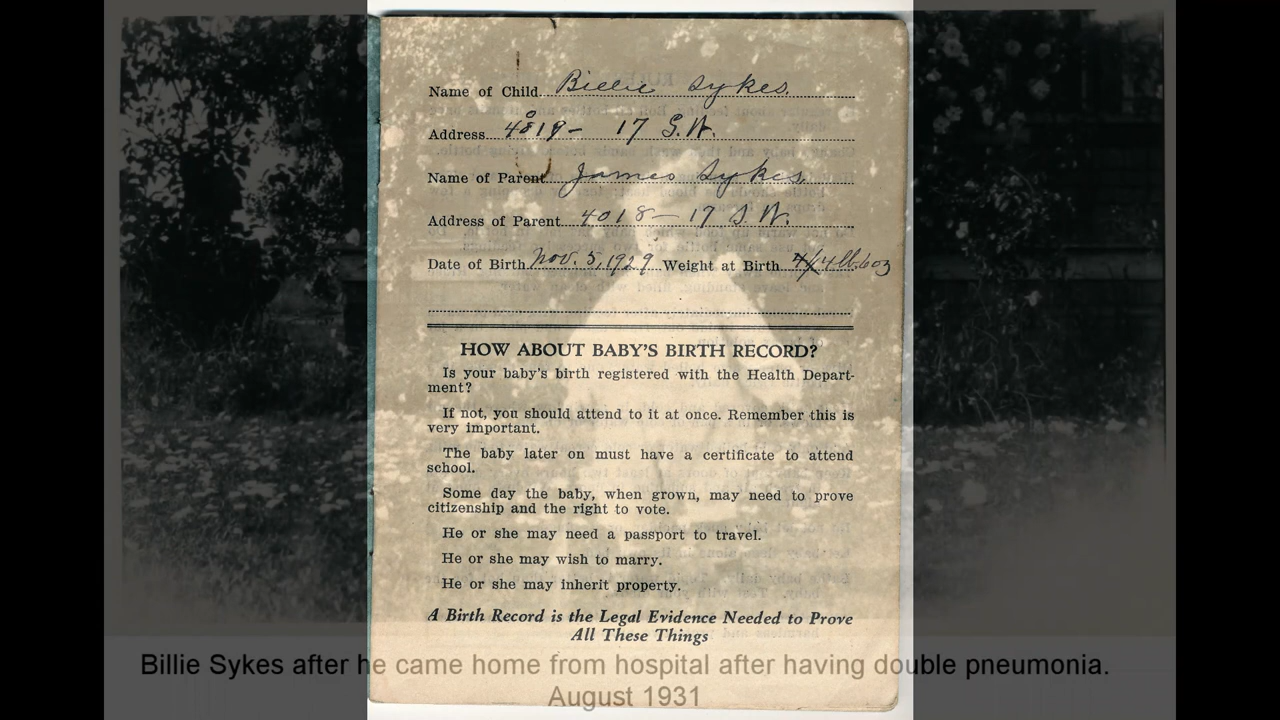 Name of Child Billie Sykes.
Address 4819- 17 S.W.
Name of Parent James Sykes
Address of Parent 4018- 17 S.W.
Date of Birth Nov. 5, 1929 Weight at Birth 4 lb. 6 oz
HOW ABOUT BABY'S BIRTH RECORD?
Is your baby's birth registered with the Health Depart-
ment?
If not, you should attend to it at once. Remember this is
very important.
The baby later on must have a certificate to attend
school.
Some day the baby, when grown, may need to prove
citizenship and the right to vote.
He or she may need a passport to travel.
He or she may wish to marry.
He or she may inherit property.
A Birth Record is the Legal Evidence Needed to Prove
All These Things
Billie Sykes after he came home from hospital after having double pneumonia.
August 1931